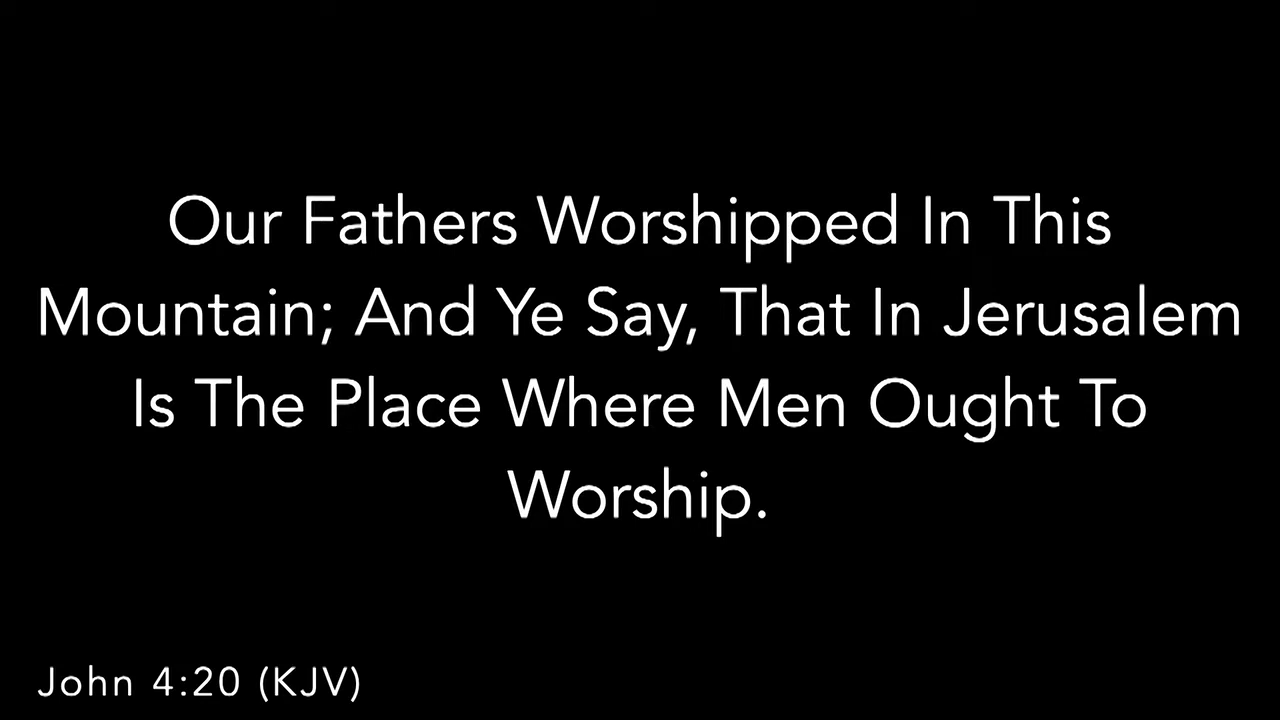 Our Fathers Worshipped In This
Mountain; And Ye Say, That In Jerusalem
Is The Place Where Men Ought To
Worship.
John 4:20 (KJV)